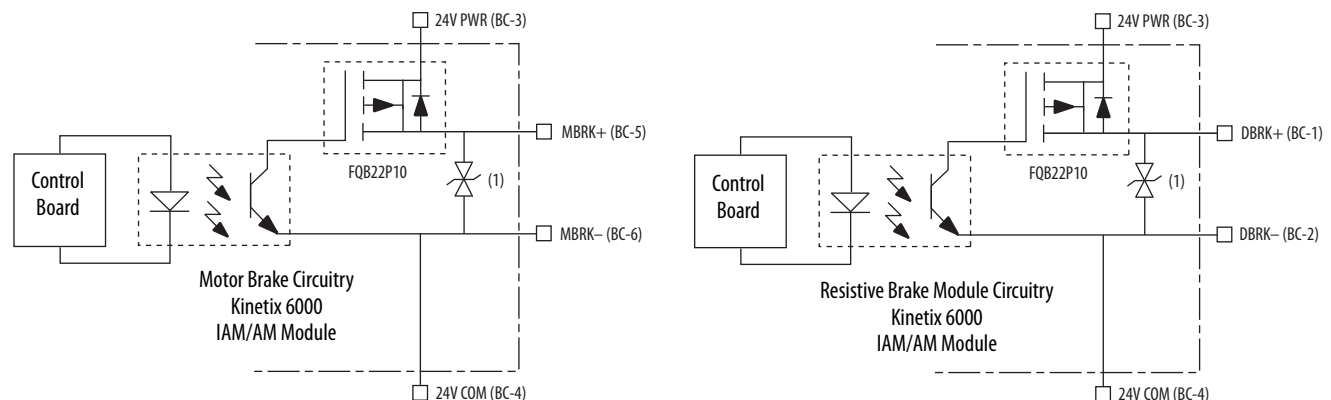 24V PWR (BC-3)
MBRK+ (BC-5)
FQB22P10
(1)
Control
Board
MBRK– (BC-6)
Motor Brake Circuitry
Kinetix 6000
IAM/AM Module
24V COM (BC-4)
24V PWR (BC-3)
DBRK+ (BC-1)
FQB22P10
(1)
Control
Board
DBRK– (BC-2)
Resistive Brake Module Circuitry
Kinetix 6000
IAM/AM Module
24V COM (BC-4)